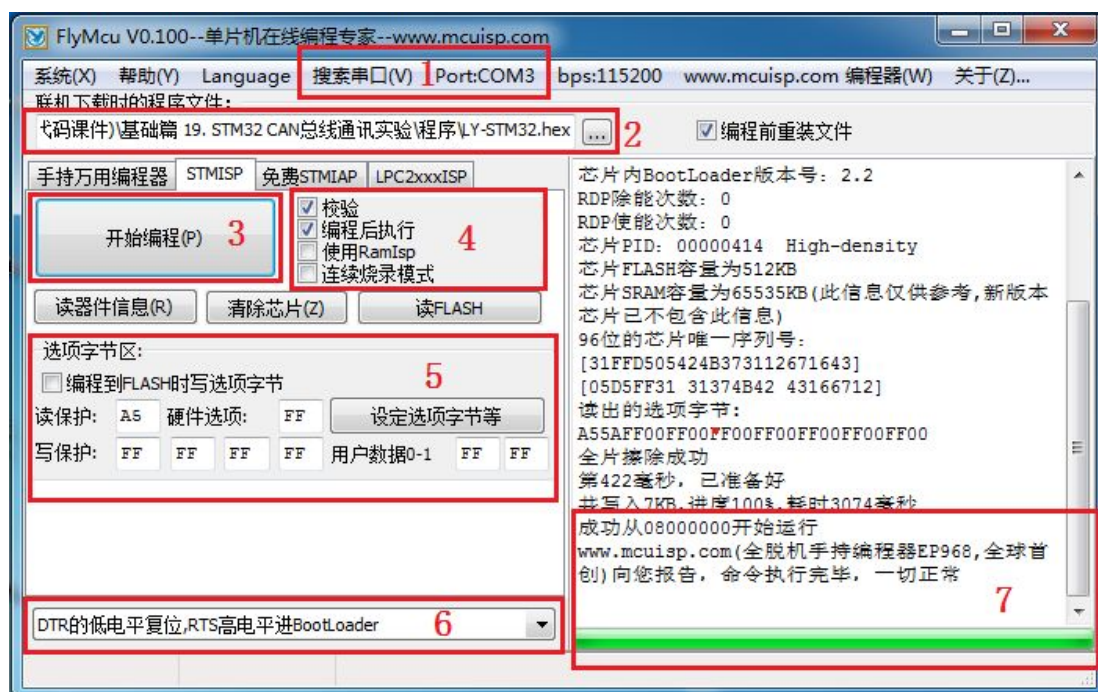 FlyMcu V0.100--单片机在线编程专家--www.mcuisp.com
系统(X) 帮助(Y) Language 搜索串口(V) 1 Port:COM3 bps:115200 www.mcuisp.com 编程器(W) 关于(Z)...
联机下载时的程序文件:
弋码课件)\基础篇 19. STM32 CAN总线通讯实验\程序\LY-STM32.hex ... 2 编程前重装文件
手持万用编程器 STMISP 免费STMIAP LPC2xxxISP
开始编程(P) 3
校验
编程后执行
使用RamIsp
连续烧录模式
4
读器件信息(R) 清除芯片(Z) 读FLASH
选项字节区:
编程到FLASH时写选项字节 5
读保护: A5 硬件选项: FF 设定选项字节等
写保护: FF FF FF FF 用户数据0-1 FF FF
DTR的低电平复位,RTS高电平进BootLoader 6
芯片内BootLoader版本号: 2.2
RDP除能次数: 0
RDP使能次数: 0
芯片PID: 00000414 High-density
芯片FLASH容量为512KB
芯片SRAM容量为65535KB(此信息仅供参考,新版本
芯片已不包含此信息)
96位的芯片唯一序列号:
[31FFD505424B373112671643]
[05D5FF31 31374B42 43166712]
读出的选项字节:
A55AFF00FF00FF00FF00FF00FF00FF00
全片擦除成功
第422毫秒, 已准备好
共写入7KB,进度100%,耗时3074毫秒
成功从08000000开始运行
www.mcuisp.com(全脱机手持编程器EP968,全球首
创)向您报告, 命令执行完毕, 一切正常
7